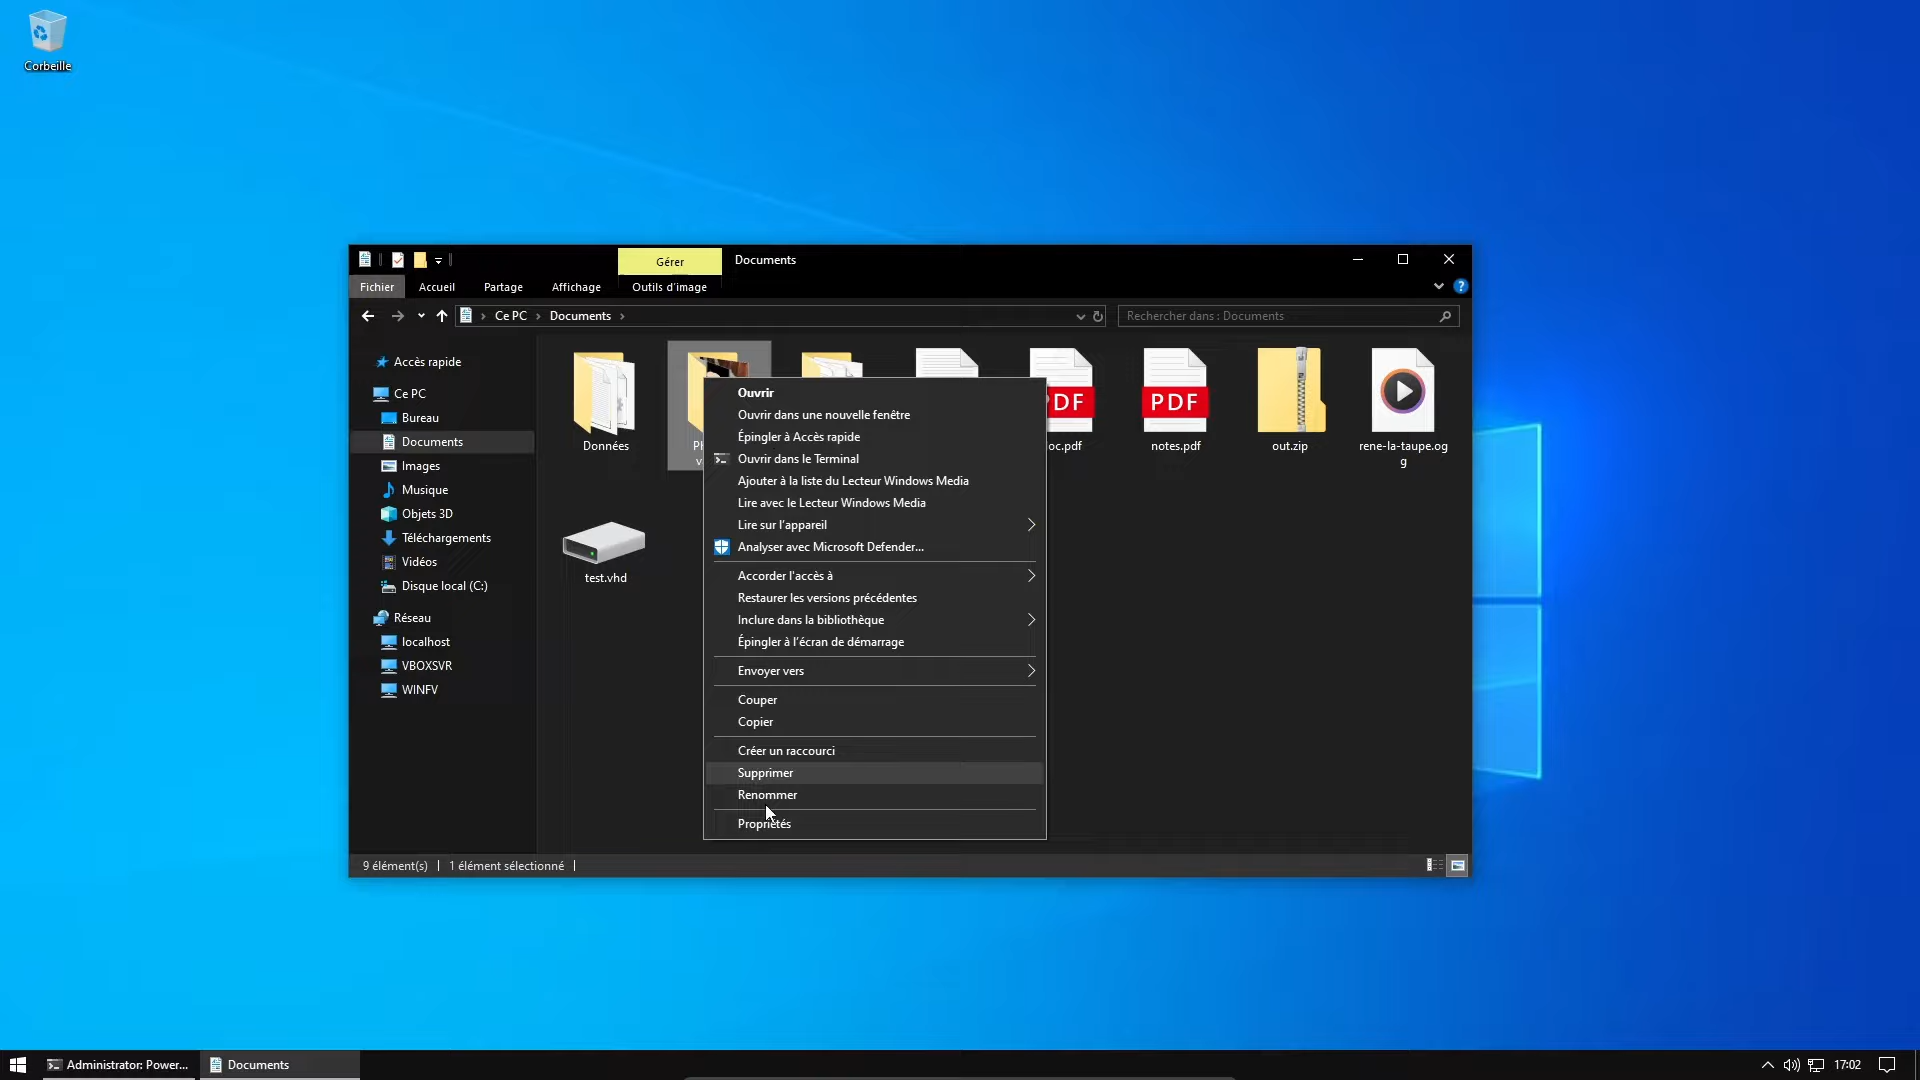 Corbeille
Gérer
Documents
Fichier
Accueil
Partage
Affichage
Outils d'image
Ce PC
Documents
Rechercher dans : Documents
Accès rapide
Ce PC
Bureau
Documents
Images
Musique
Objets 3D
Téléchargements
Vidéos
Disque local (C:)
Réseau
localhost
VBOXSVR
WINFV
Données
PDF
oc.pdf
PDF
notes.pdf
out.zip
rene-la-taupe.og
g
test.vhd
Ouvrir
Ouvrir dans une nouvelle fenêtre
Épingler à Accès rapide
Ouvrir dans le Terminal
Ajouter à la liste du Lecteur Windows Media
Lire avec le Lecteur Windows Media
Lire sur l'appareil
Analyser avec Microsoft Defender...
Accorder l'accès à
Restaurer les versions précédentes
Inclure dans la bibliothèque
Épingler à l'écran de démarrage
Envoyer vers
Couper
Copier
Créer un raccourci
Supprimer
Renommer
Propriétés
9 élément(s)
1 élément sélectionné
Administrator: Power...
Documents
17:02